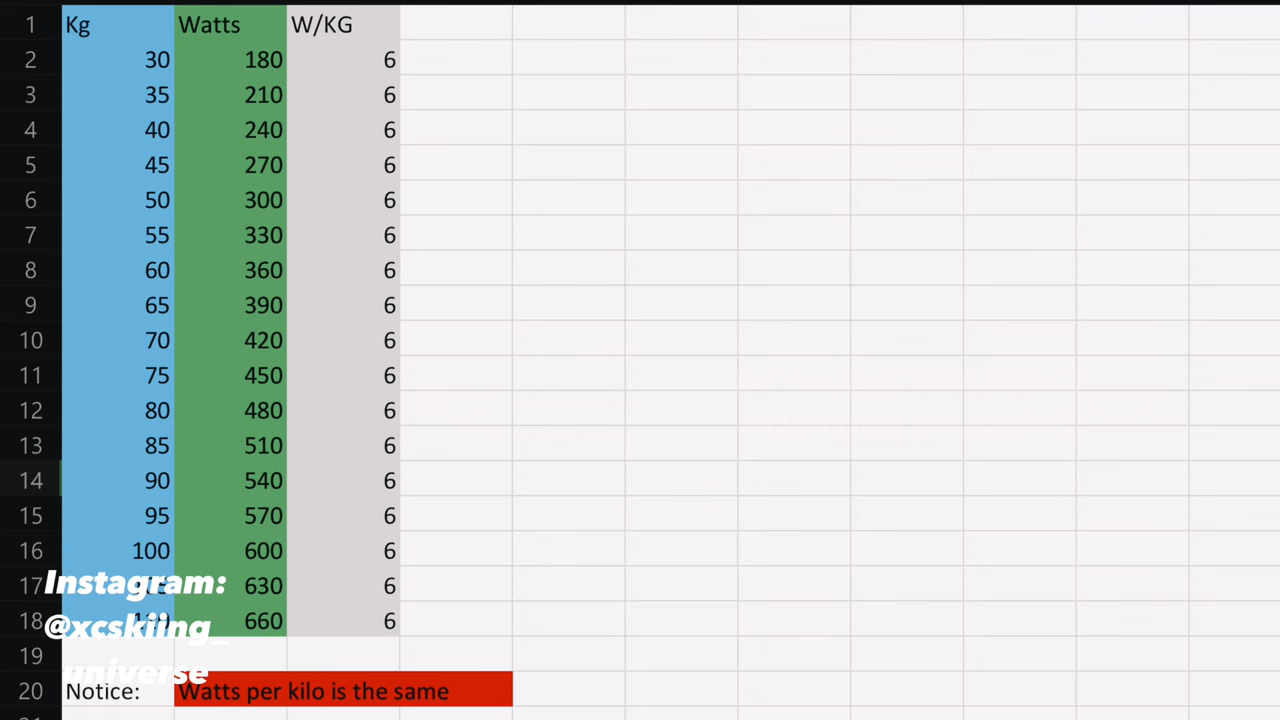 1 Kg Watts W/KG
2 30 180 6
3 35 210 6
4 40 240 6
5 45 270 6
6 50 300 6
7 55 330 6
8 60 360 6
9 65 390 6
10 70 420 6
11 75 450 6
12 80 480 6
13 85 510 6
14 90 540 6
15 95 570 6
16 100 600 6
17 630 6
18 660 6
19
20 Notice: Watts per kilo is the same
Instagram:
@xcskiing_
universe